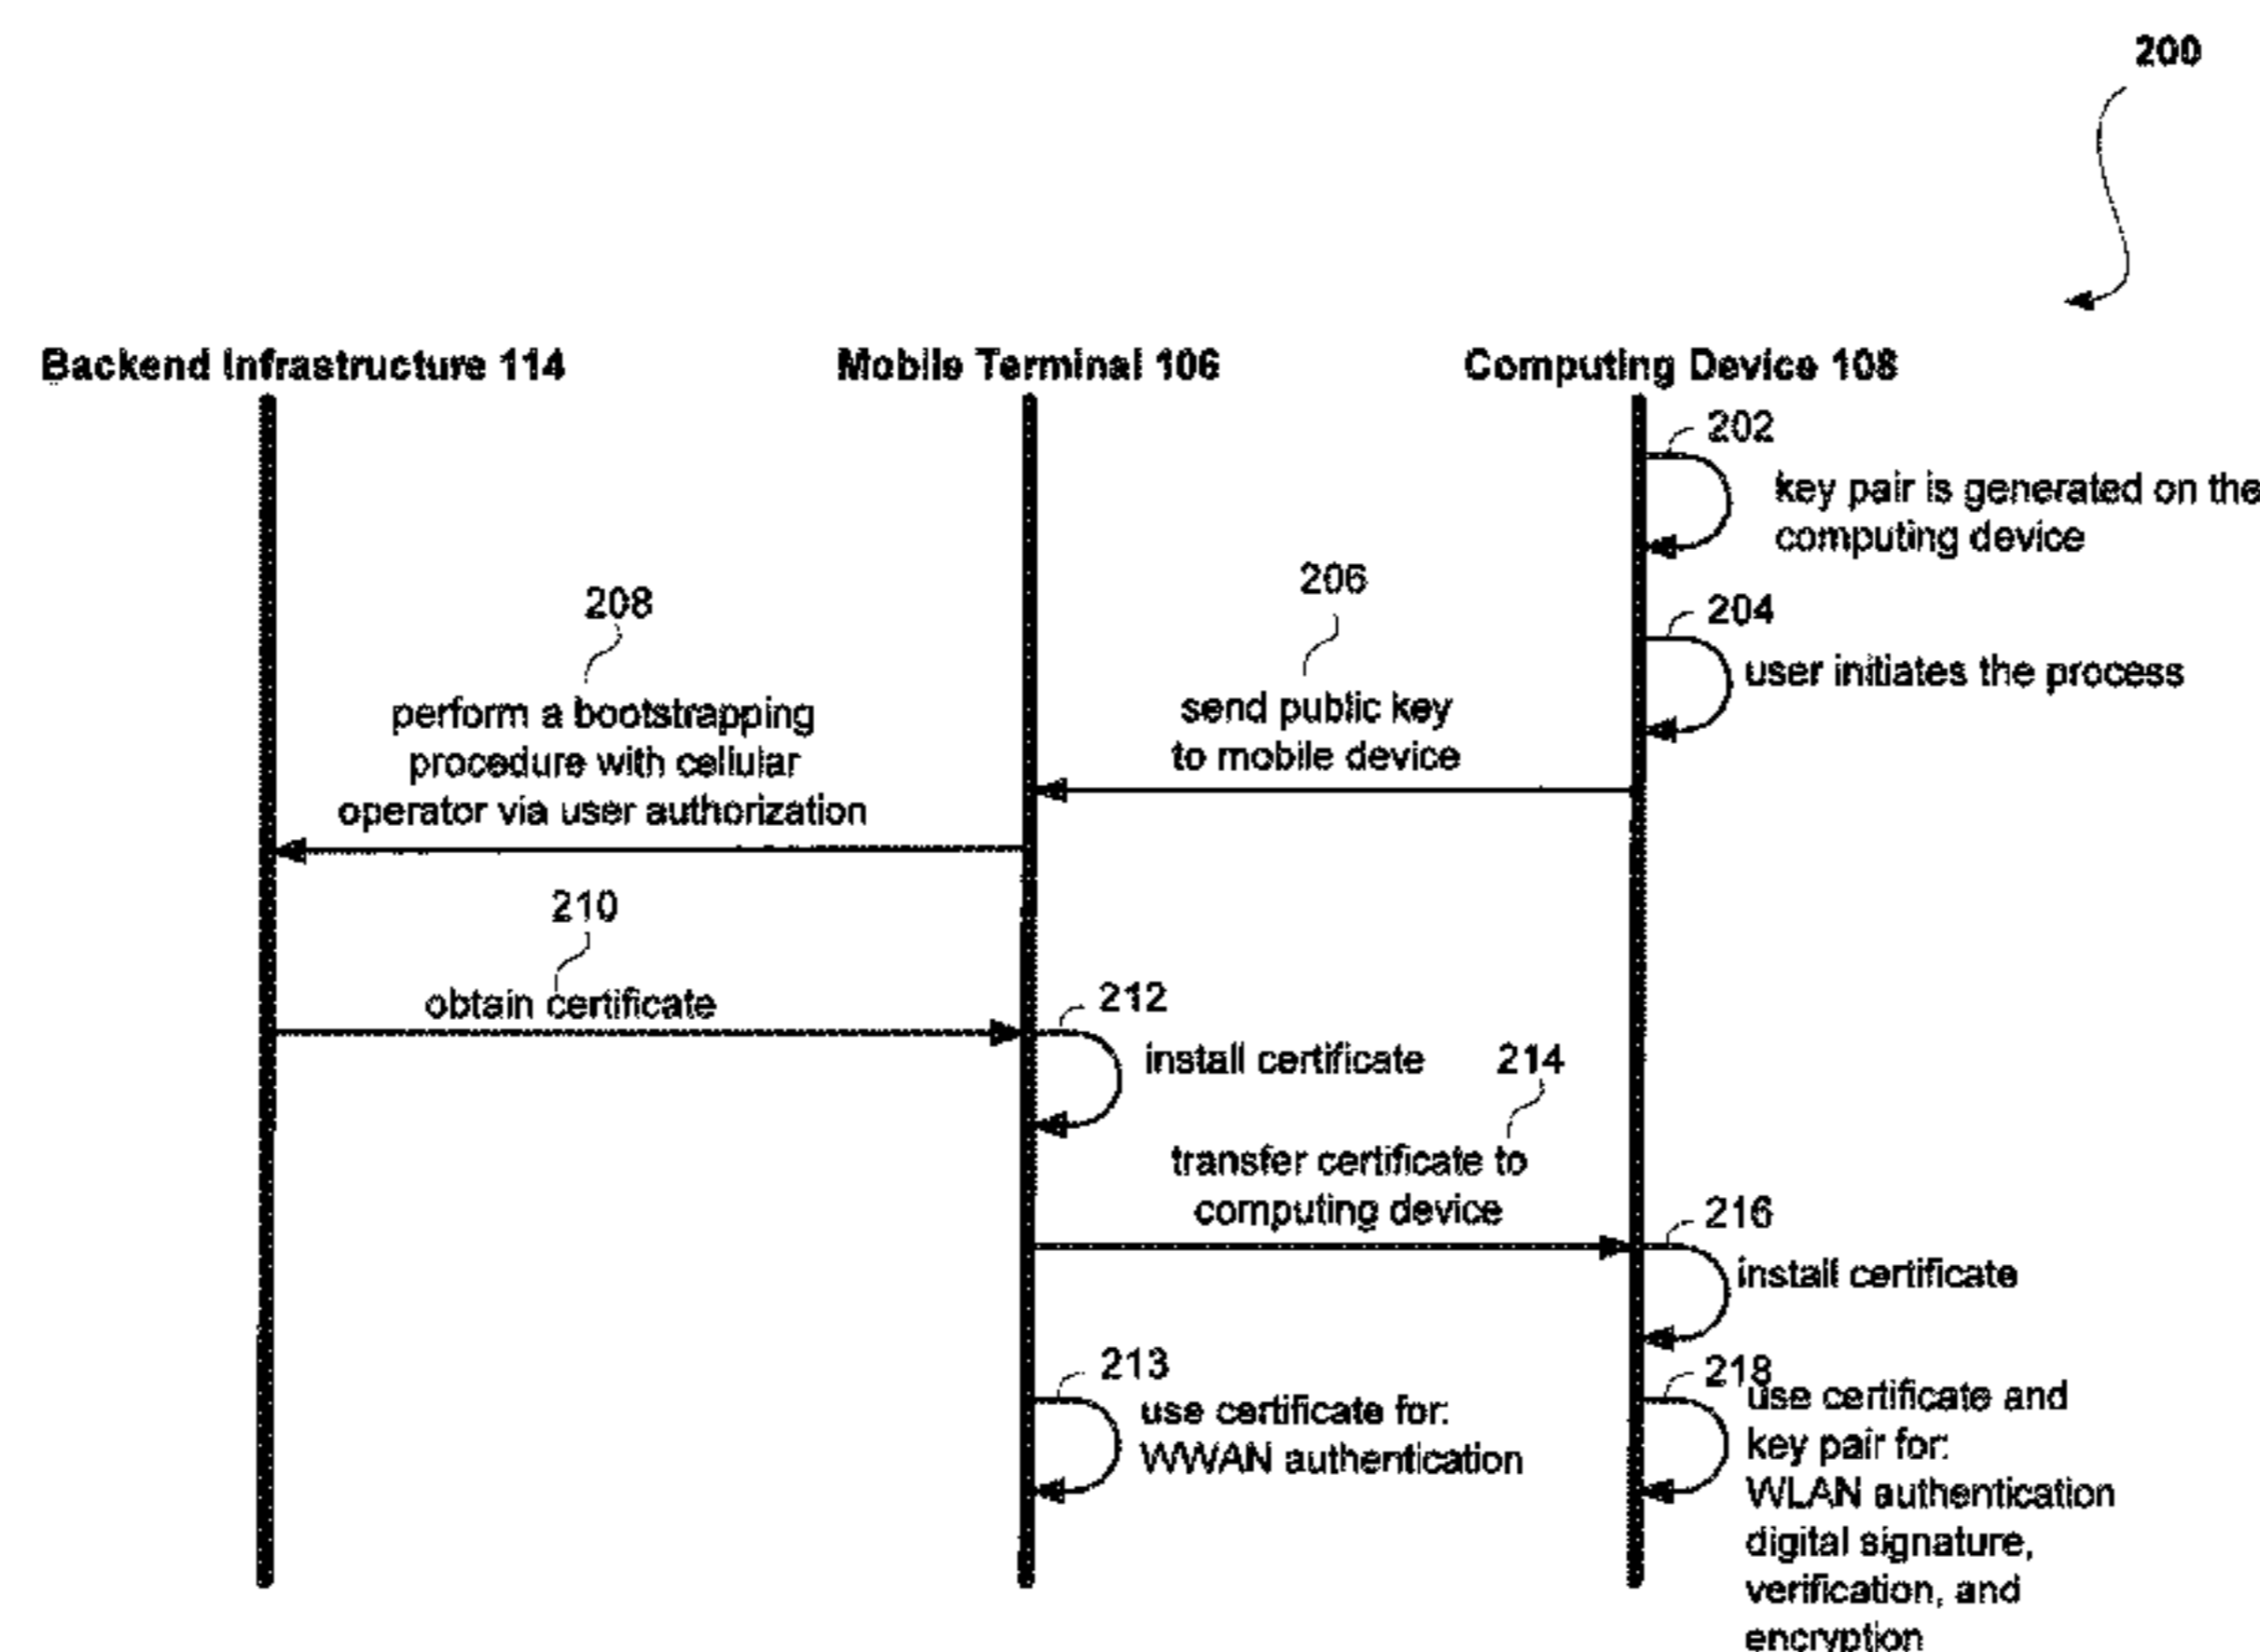 200
Backend Infrastructure 114
Mobile Terminal 106
Computing Device 108
202
key pair is generated on the
computing device
204
user initiates the process
206
send public key
to mobile device
208
perform a bootstrapping
procedure with cellular
operator via user authorization
210
obtain certificate
212
install certificate
214
transfer certificate to
computing device
216
install certificate
213
use certificate for:
WWAN authentication
218
use certificate and
key pair for:
WLAN authentication
digital signature,
verification, and
encryption